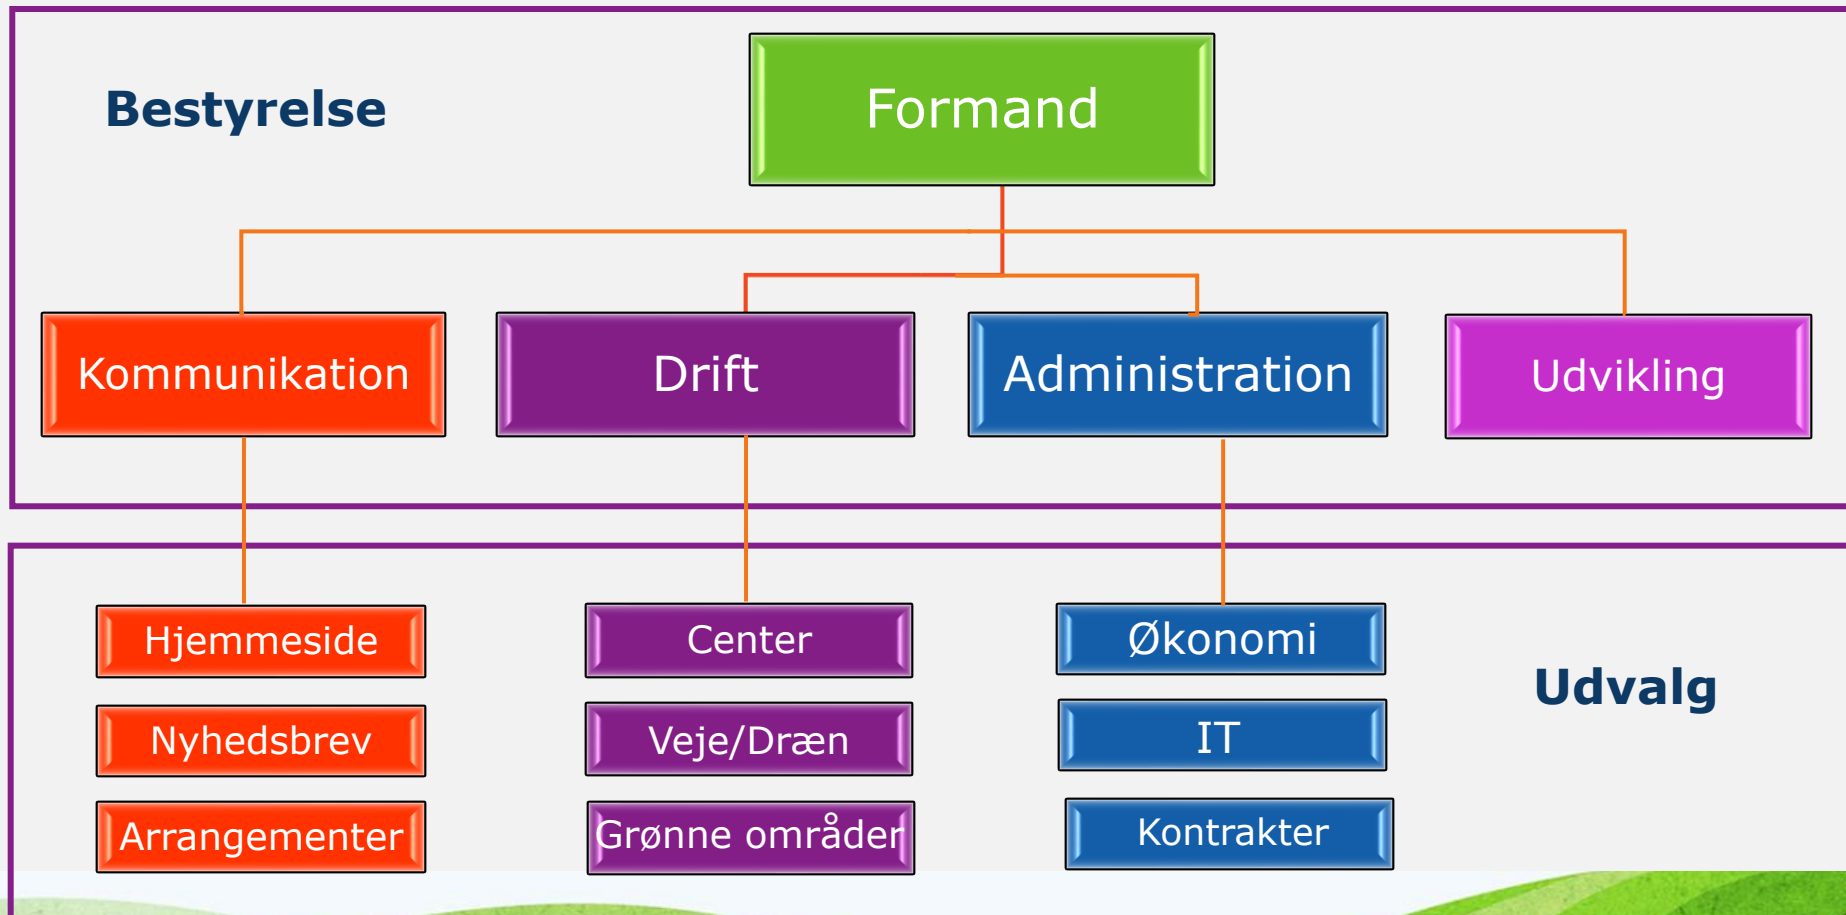 Bestyrelse
Formand
Kommunikation
Drift
Administration
Udvikling
Hjemmeside
Center
Økonomi
Udvalg
Nyhedsbrev
Veje/Dræn
IT
Arrangementer
Grønne områder
Kontrakter